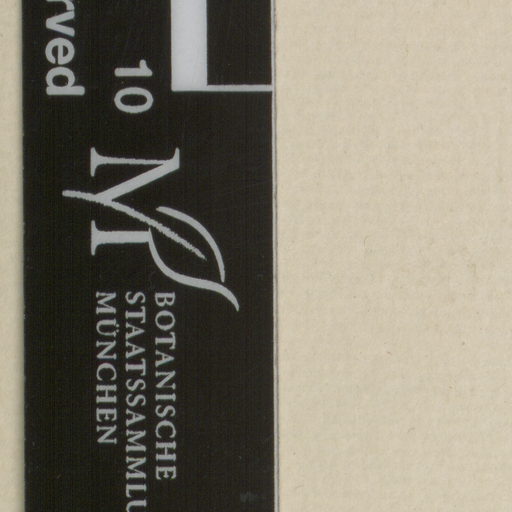 rved
10
BOTANISCHE
STAATSSAMMLU
MÜNCHEN